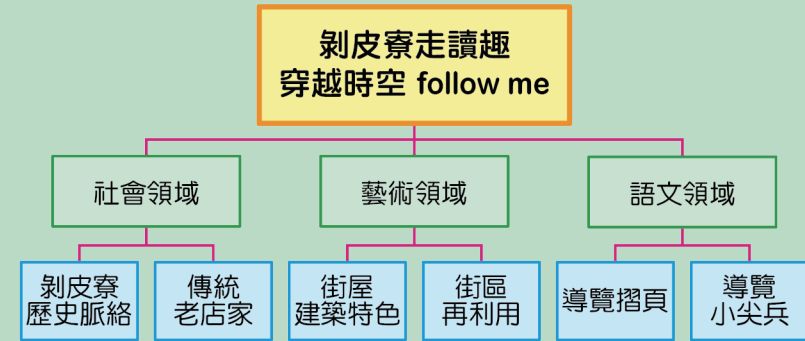 剝皮寮走讀趣
穿越時空 follow me
社會領域
藝術領域
語文領域
剝皮寮
歷史脈絡
傳統
老店家
街屋
建築特色
街區
再利用
導覽摺頁
導覽
小尖兵